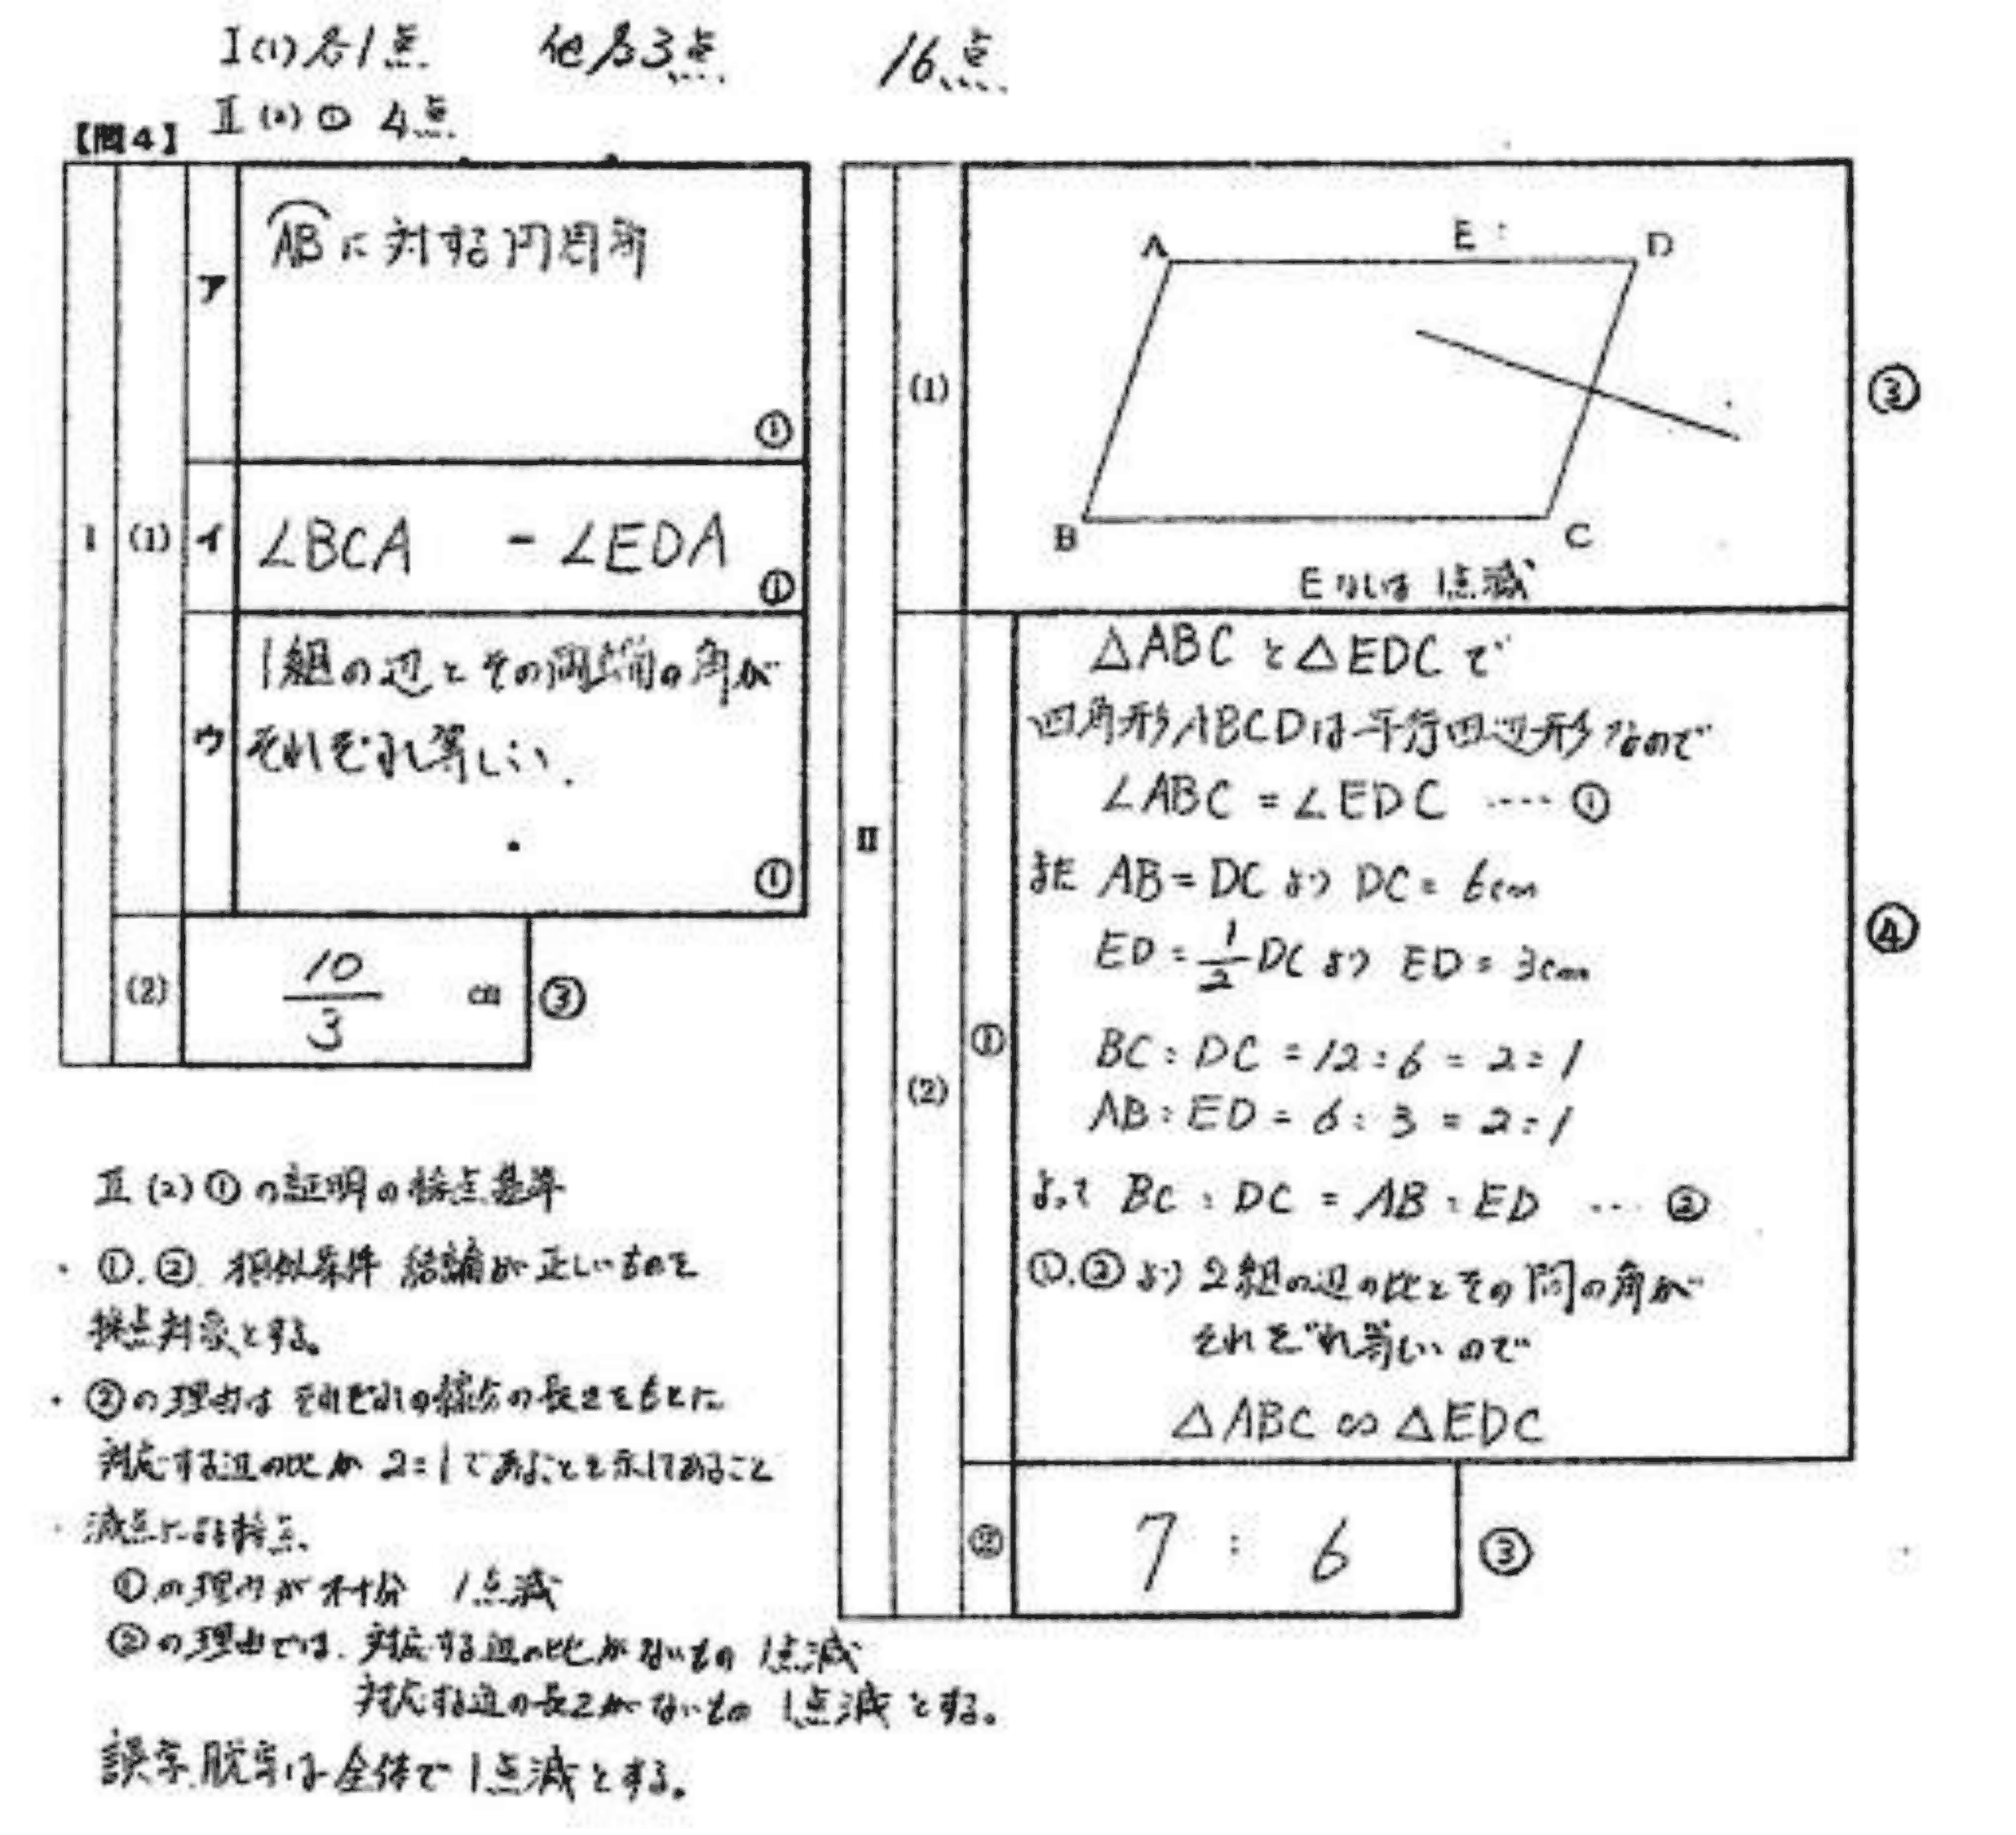 I(1)各1点 他各3点 16点
II(2)① 4点
【問4】
I
(1)
ア
ABに対する円周角
①
イ
∠BCA - ∠EDA
①
ウ
1組の辺とその両端の角が
それぞれ等しい.
①
(2)
10/3 cm
③
II(2)①の証明の採点基準
・①.② 相似条件 結論が正しいものを
採点対象とする。
・②の理由は それぞれの線分の長さをもとに
対応する辺の比が 2:1であることを示してあること
・減点による採点
①の理由が不十分 1点減
②の理由では、対応する辺の比がないもの 1点減
対応する辺の長さがないもの 1点減とする。
誤字.脱字は全体で1点減とする。
II
(1)
A E D
B C
Eなしは 1点減
③
(2)
①
△ABCと△EDCで
四角形ABCDは平行四辺形なので
∠ABC=∠EDC ……①
また AB=DCより DC=6cm
ED=1/2DCより ED=3cm
BC:DC=12:6=2:1
AB:ED=6:3=2:1
よって BC:DC=AB:ED …②
①.②より2組の辺の比とその間の角が
それぞれ等しいので
△ABC∽△EDC
④
②
7:6
③